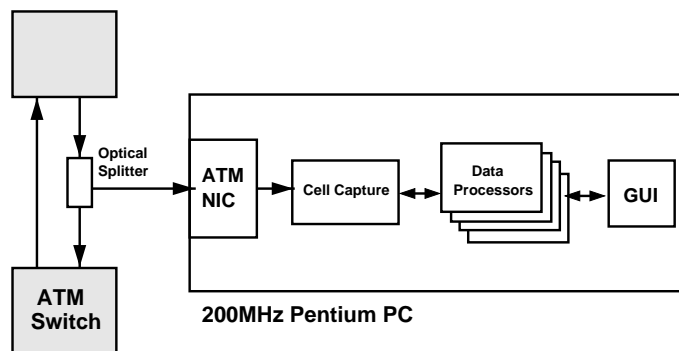 Optical
Splitter
ATM
NIC
Cell Capture
Data
Processors
GUI
ATM
Switch
200MHz Pentium PC